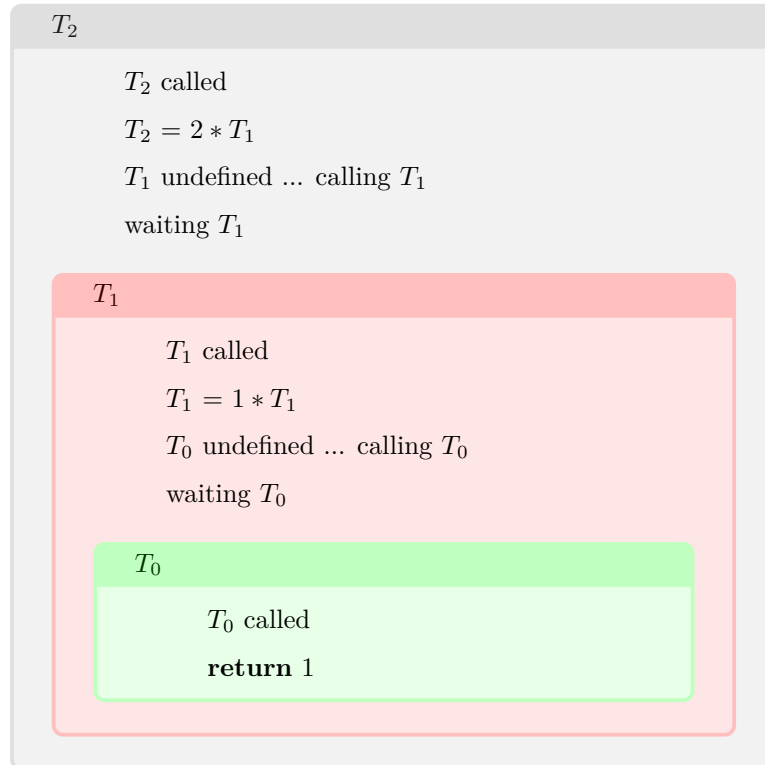 T₂
T₂ called
T₂ = 2 ∗ T₁
T₁ undefined ... calling T₁
waiting T₁
T₁
T₁ called
T₁ = 1 ∗ T₁
T₀ undefined ... calling T₀
waiting T₀
T₀
T₀ called
return 1